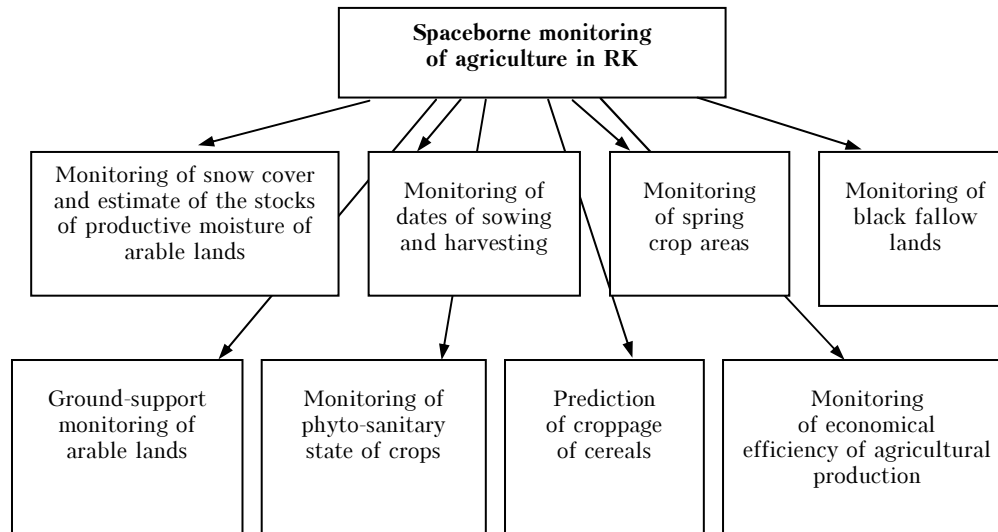 Spaceborne monitoring
of agriculture in RK
Monitoring of snow cover
and estimate of the stocks
of productive moisture of
arable lands
Monitoring of
dates of sowing
and harvesting
Monitoring
of spring
crop areas
Monitoring of
black fallow
lands
Ground-support
monitoring of
arable lands
Monitoring of
phyto-sanitary
state of crops
Prediction
of croppage
of cereals
Monitoring
of economical
efficiency of agricultural
production